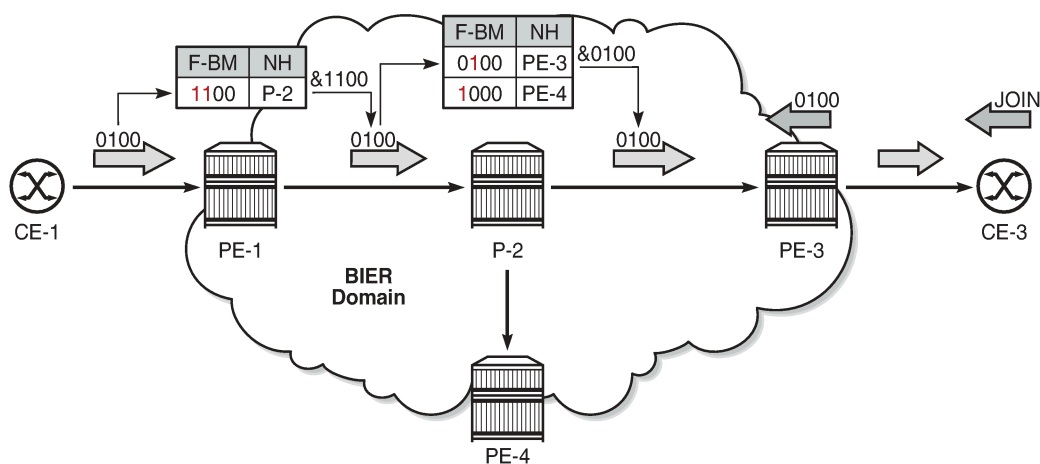 F-BM NH
1100 P-2
&1100
F-BM NH
0100 PE-3
1000 PE-4
&0100
0100
0100
0100
0100
JOIN
CE-1
PE-1
P-2
PE-3
CE-3
BIER
Domain
PE-4